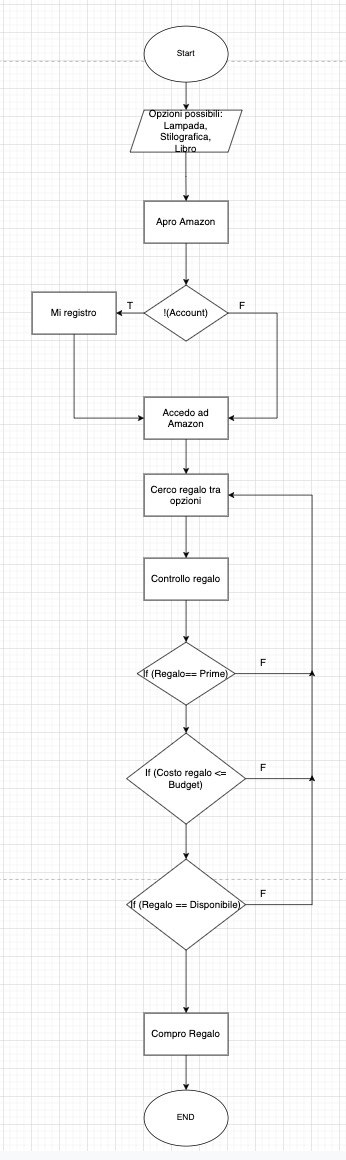 Start
Opzioni possibili:
Lampada,
Stilografica,
Libro
Apro Amazon
Mi registro
T
!(Account)
F
Accedo ad
Amazon
Cerco regalo tra
opzioni
Controllo regalo
If (Regalo== Prime)
F
If (Costo regalo <=
Budget)
F
If (Regalo == Disponibile)
F
Compro Regalo
END